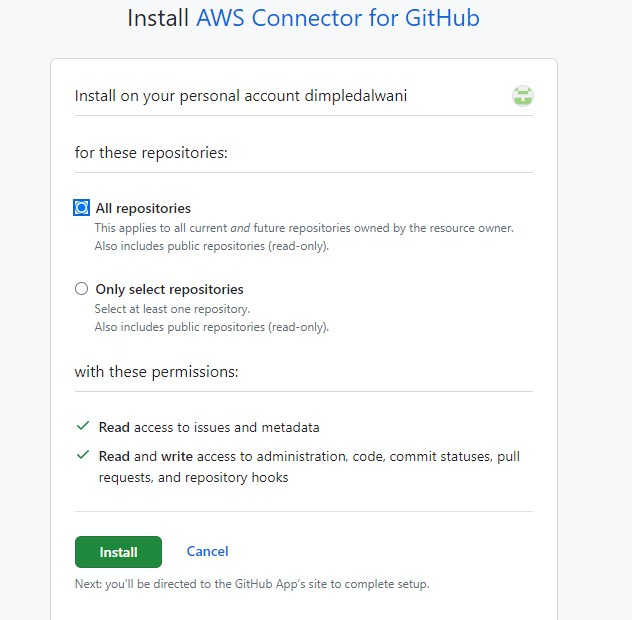 Install AWS Connector for GitHub
Install on your personal account dimpledalwani
for these repositories:
All repositories
This applies to all current and future repositories owned by the resource owner.
Also includes public repositories (read-only).
Only select repositories
Select at least one repository.
Also includes public repositories (read-only).
with these permissions:
Read access to issues and metadata
Read and write access to administration, code, commit statuses, pull
requests, and repository hooks
Install Cancel
Next: you'll be directed to the GitHub App's site to complete setup.